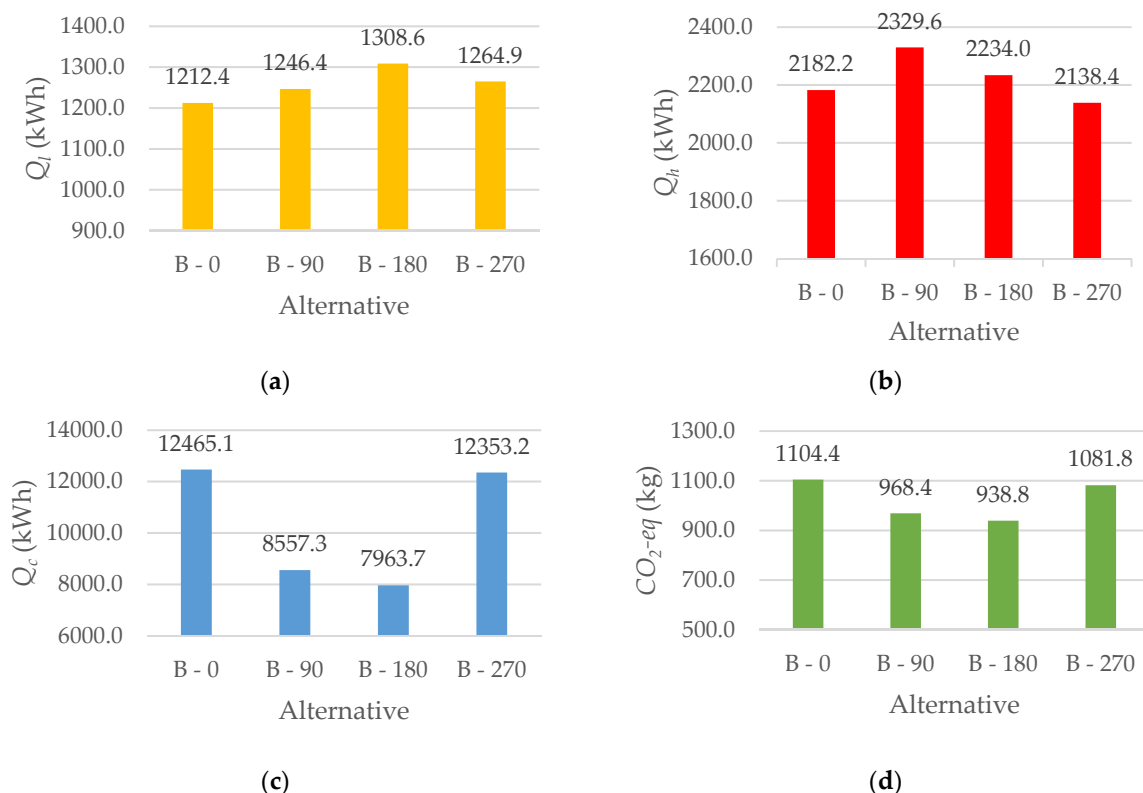 1400.0
1300.0
1200.0
1100.0
1000.0
900.0
Q_l (kWh)
1212.4
1246.4
1308.6
1264.9
B - 0
B - 90
B - 180
B - 270
Alternative
(a)
2400.0
2200.0
2000.0
1800.0
1600.0
Q_h (kWh)
2182.2
2329.6
2234.0
2138.4
B - 0
B - 90
B - 180
B - 270
Alternative
(b)
14000.0
12000.0
10000.0
8000.0
6000.0
Q_c (kWh)
12465.1
8557.3
7963.7
12353.2
B - 0
B - 90
B - 180
B - 270
Alternative
(c)
1300.0
1100.0
900.0
700.0
500.0
CO₂-eq (kg)
1104.4
968.4
938.8
1081.8
B - 0
B - 90
B - 180
B - 270
Alternative
(d)